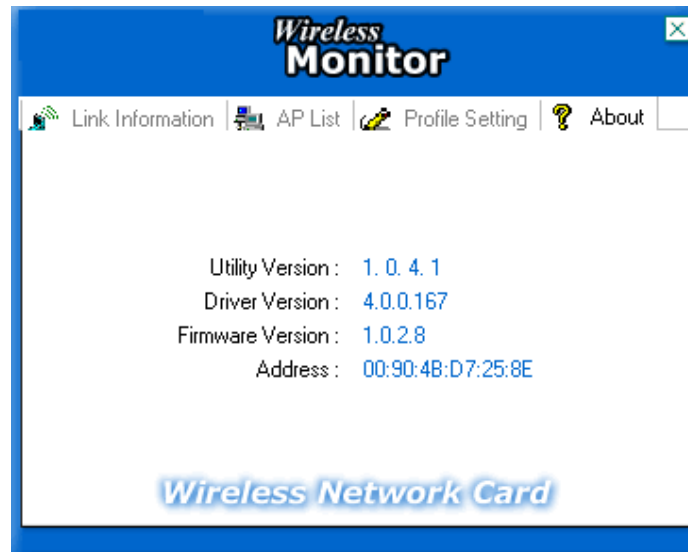 Wireless
Monitor
Link Information AP List Profile Setting About
Utility Version : 1. 0. 4. 1
Driver Version : 4.0.0.167
Firmware Version : 1.0.2.8
Address : 00:90:4B:D7:25:8E
Wireless Network Card